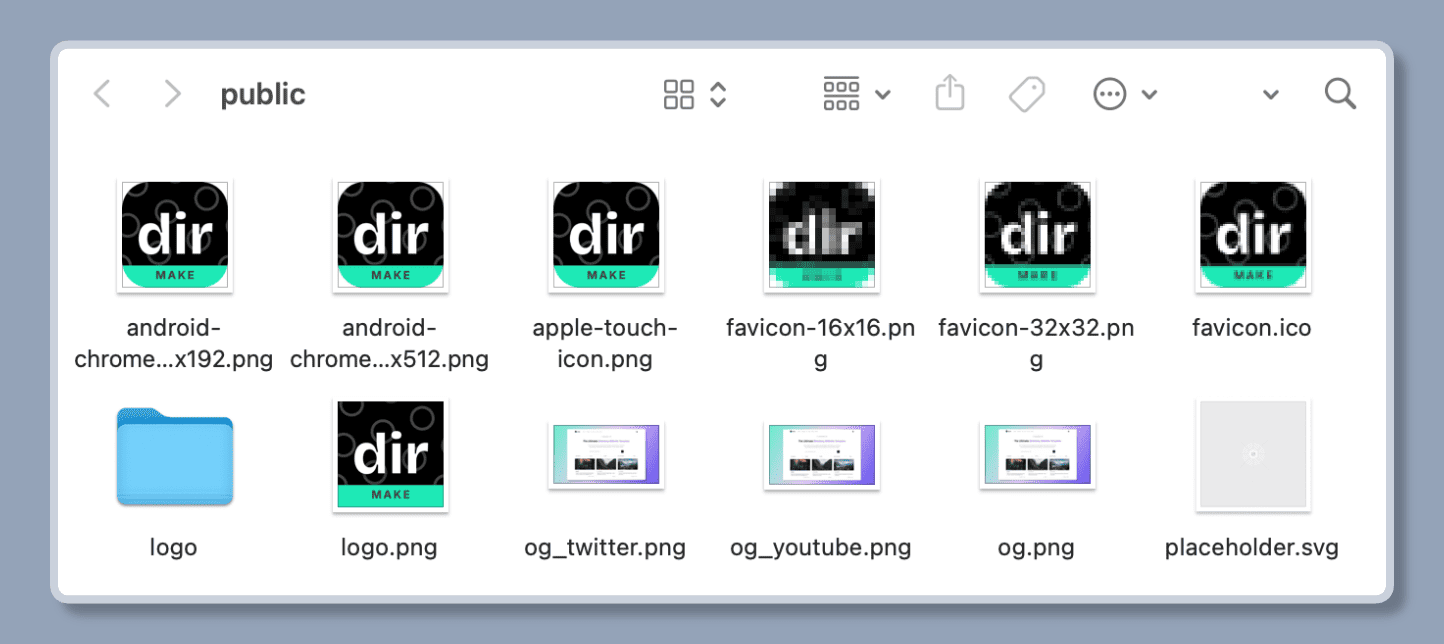 public
dir
MAKE
dir
MAKE
dir
MAKE
dir
dir
MAKE
dir
MAKE
android-
chrome...x192.png
android-
chrome...x512.png
apple-touch-
icon.png
favicon-16x16.pn
g
favicon-32x32.pn
g
favicon.ico
dir
MAKE
logo
logo.png
og_twitter.png
og_youtube.png
og.png
placeholder.svg